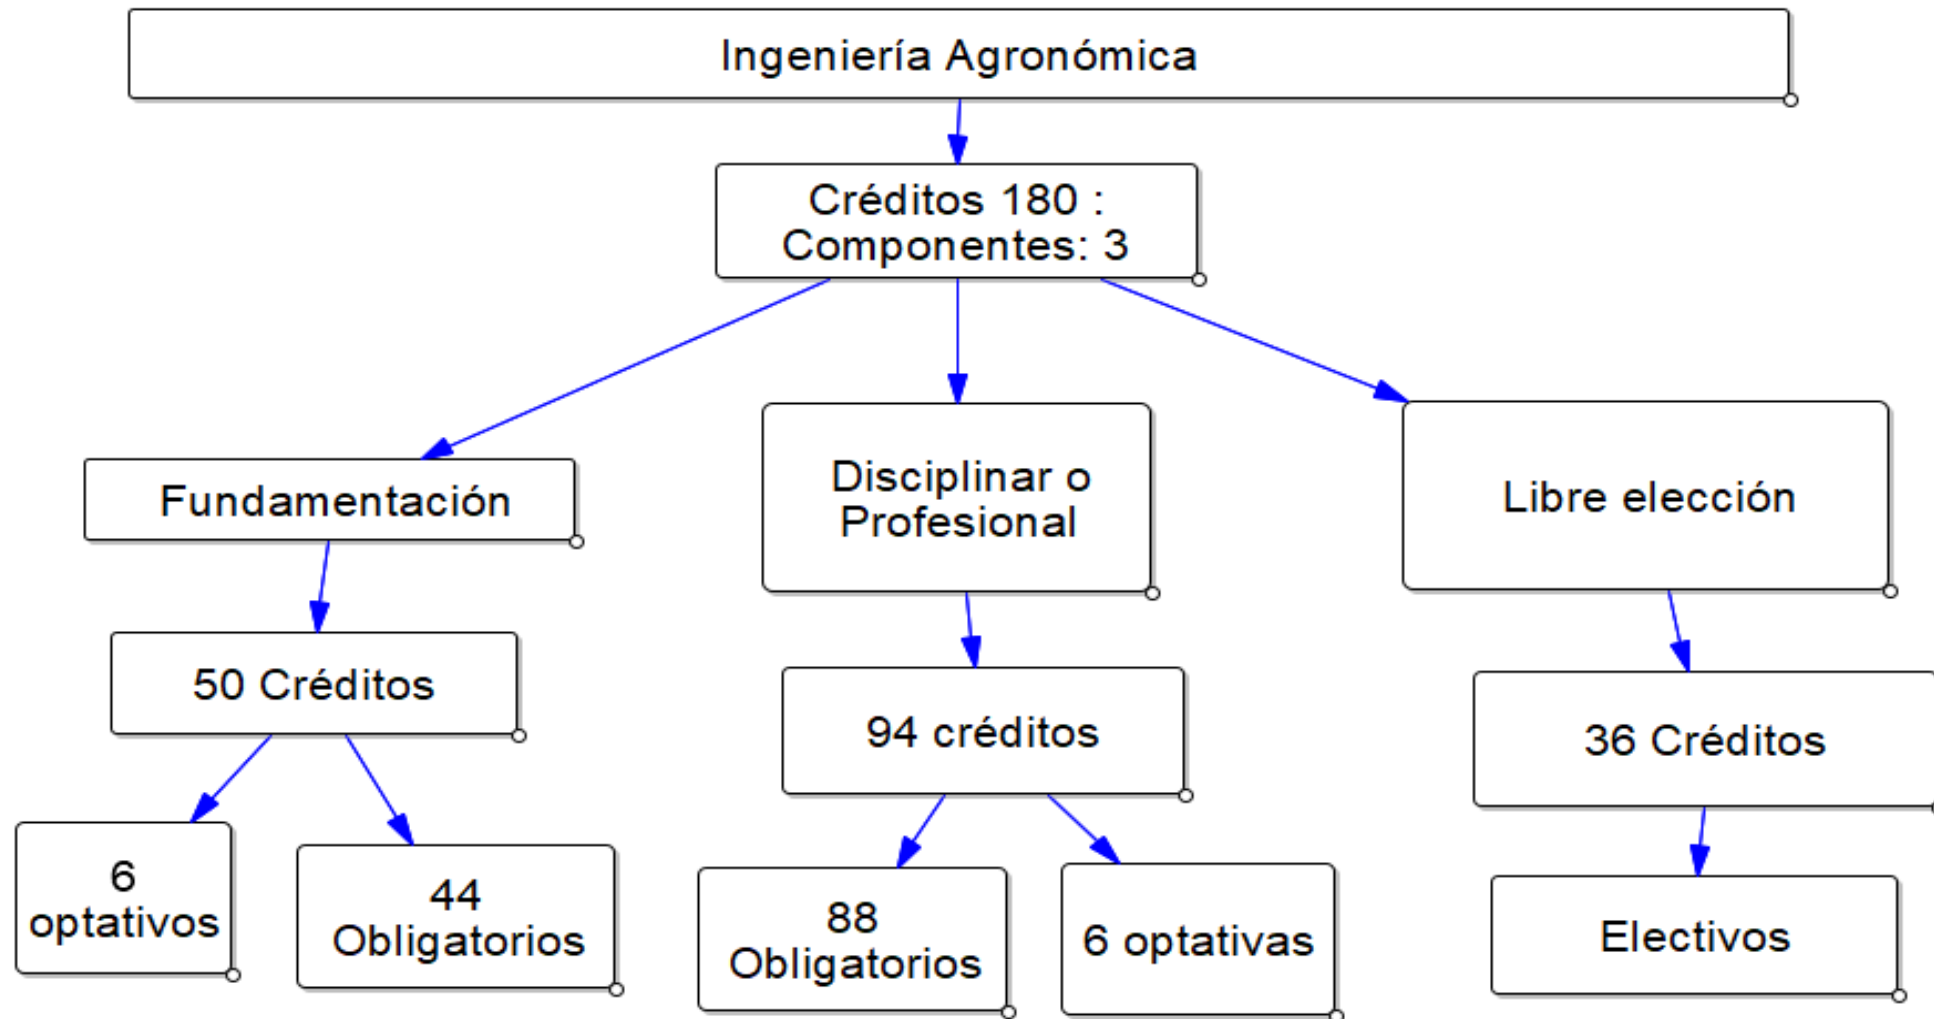 Ingeniería Agronómica
Créditos 180 :
Componentes: 3
Fundamentación
Disciplinar o
Profesional
Libre elección
50 Créditos
94 créditos
36 Créditos
6
optativos
44
Obligatorios
88
Obligatorios
6 optativas
Electivos